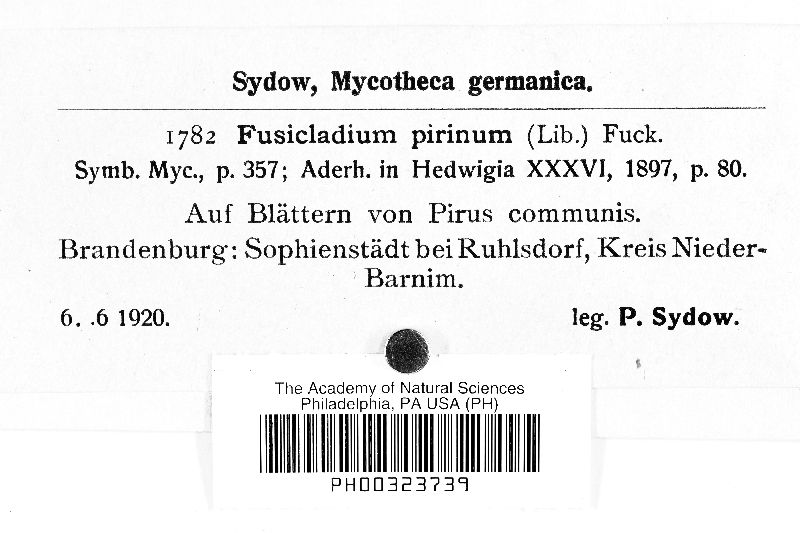 Sydow, Mycotheca germanica.
1782 Fusicladium pirinum (Lib.) Fuck.
Symb. Myc., p. 357; Aderh. in Hedwigia XXXVI, 1897, p. 80.
Auf Blättern von Pirus communis.
Brandenburg: Sophienstädt bei Ruhlsdorf, Kreis Nieder-
Barnim.
6. .6 1920. leg. P. Sydow.
The Academy of Natural Sciences
Philadelphia, PA USA (PH)
PH00323739